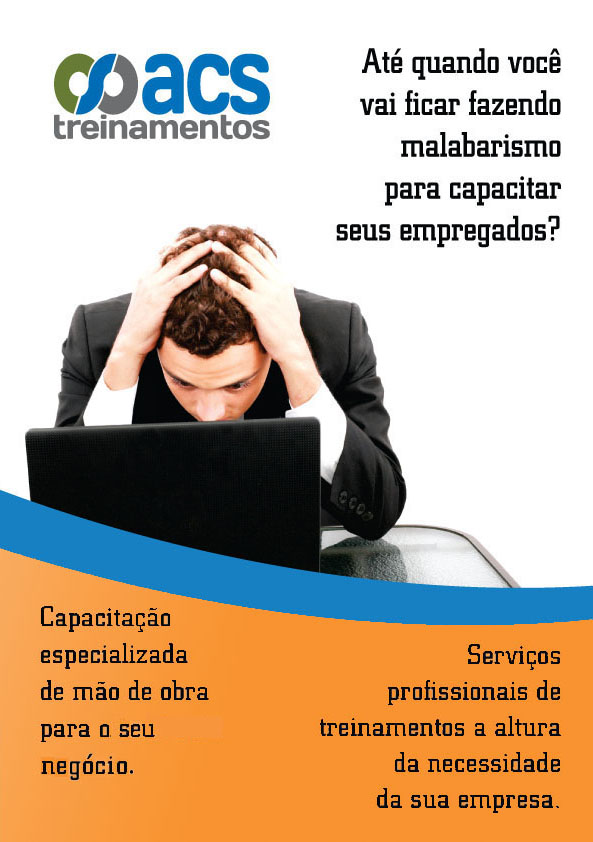 acs
treinamentos
Até quando você
vai ficar fazendo
malabarismo
para capacitar
seus empregados?
Capacitação
especializada
de mão de obra
para o seu
negócio.
Serviços
profissionais de
treinamentos a altura
da necessidade
da sua empresa.